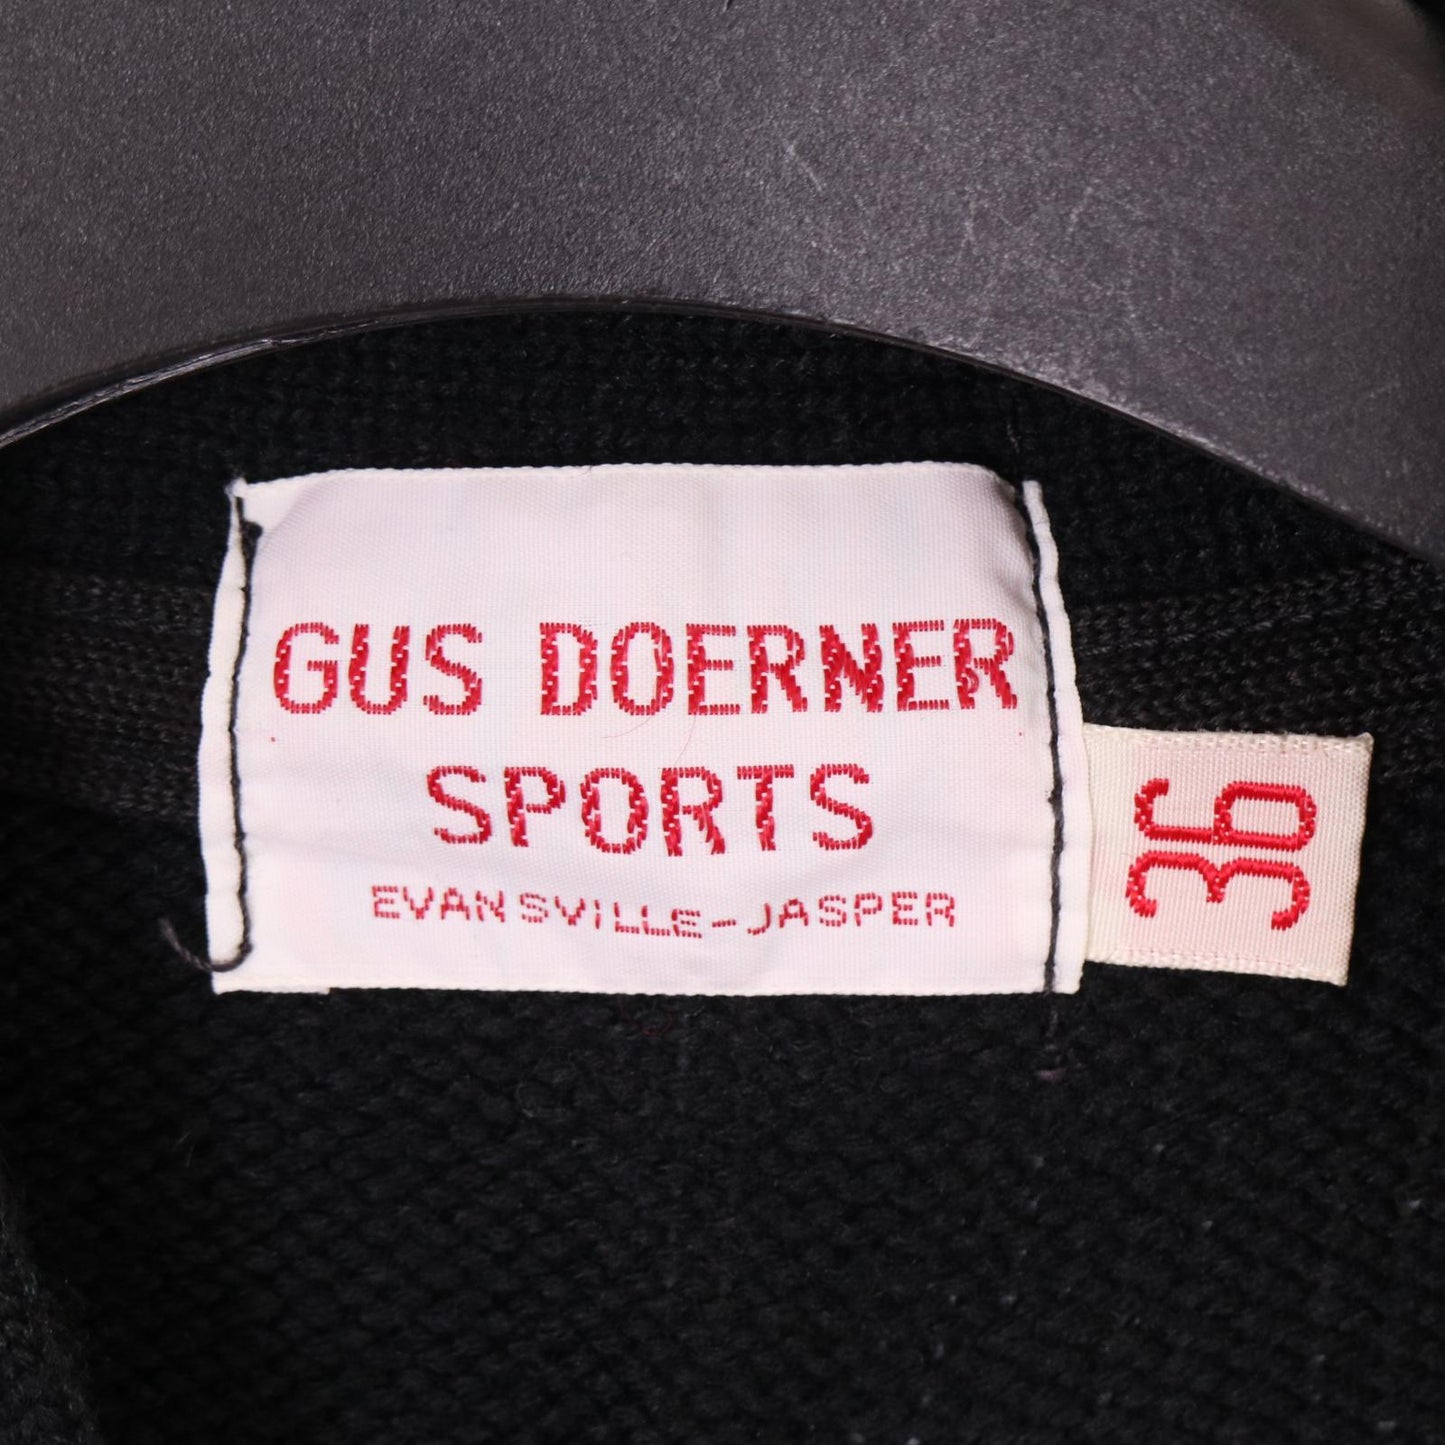 GUS DOERNER
SPORTS
EVANSVILLE-JASPER
36